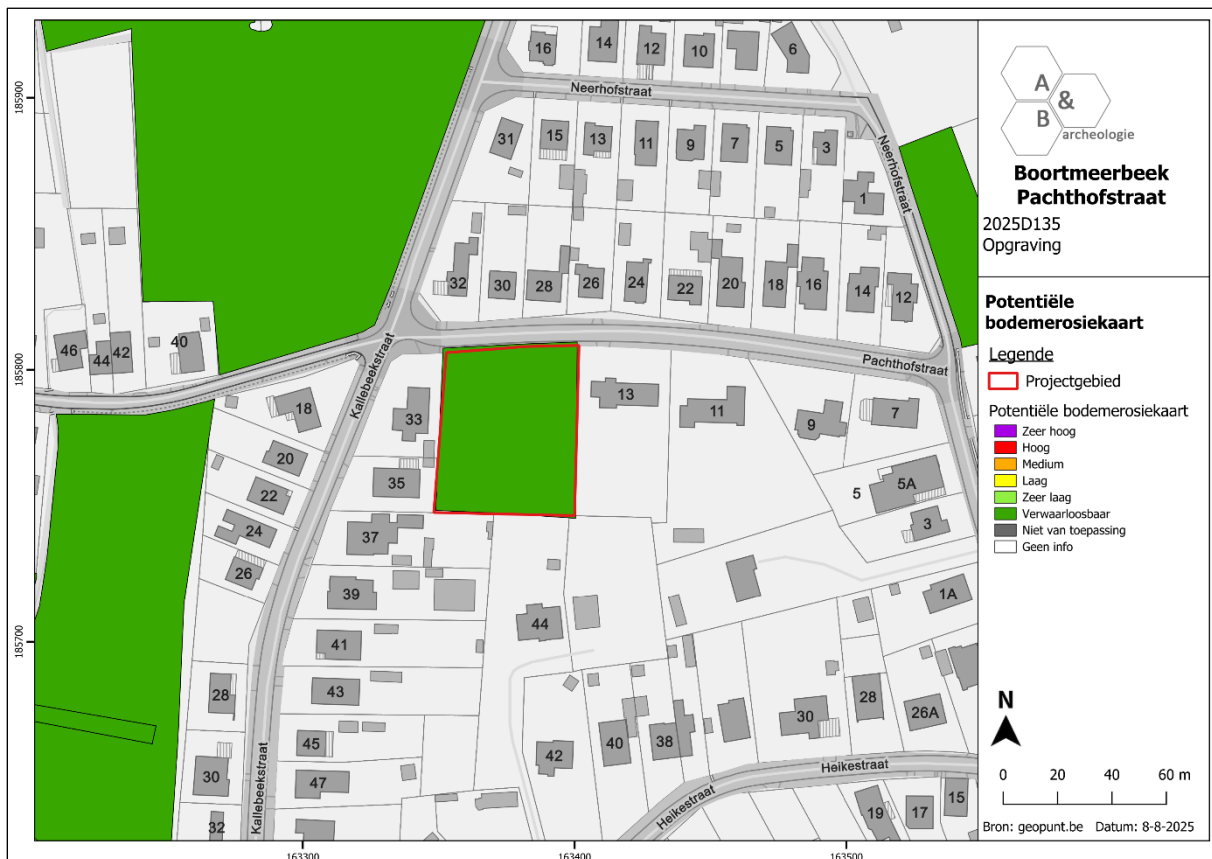 A
&
B
archeologie
Boortmeerbeek
Pachthofstraat
2025D135
Opgraving
Potentiële
bodemerosiekaart
Legende
Projectgebied
Potentiële bodemerosiekaart
Zeer hoog
Hoog
Medium
Laag
Zeer laag
Verwaarloosbaar
Niet van toepassing
Geen info
N
0 20 40 60 m
Bron: geopunt.be Datum: 8-8-2025
185900
185800
185700
163300 163400 163500
16 14 12 10 6
Neerhofstraat
31 15 13 11 9 7 5 3
Neerhofstraat
1
32 30 28 26 24 22 20 18 16 14 12
46 44 42 40
Pachthofstraat
Kallebeekstraat
18 33 13 11 9 7
20 35 5 5A
22
24 37 3
26
39 1A
44
41
28 43 30 28 26A
45 42 40 38
30 47
Heikestraat
Kallebeekstraat
Heikestraat
32 19 17 15